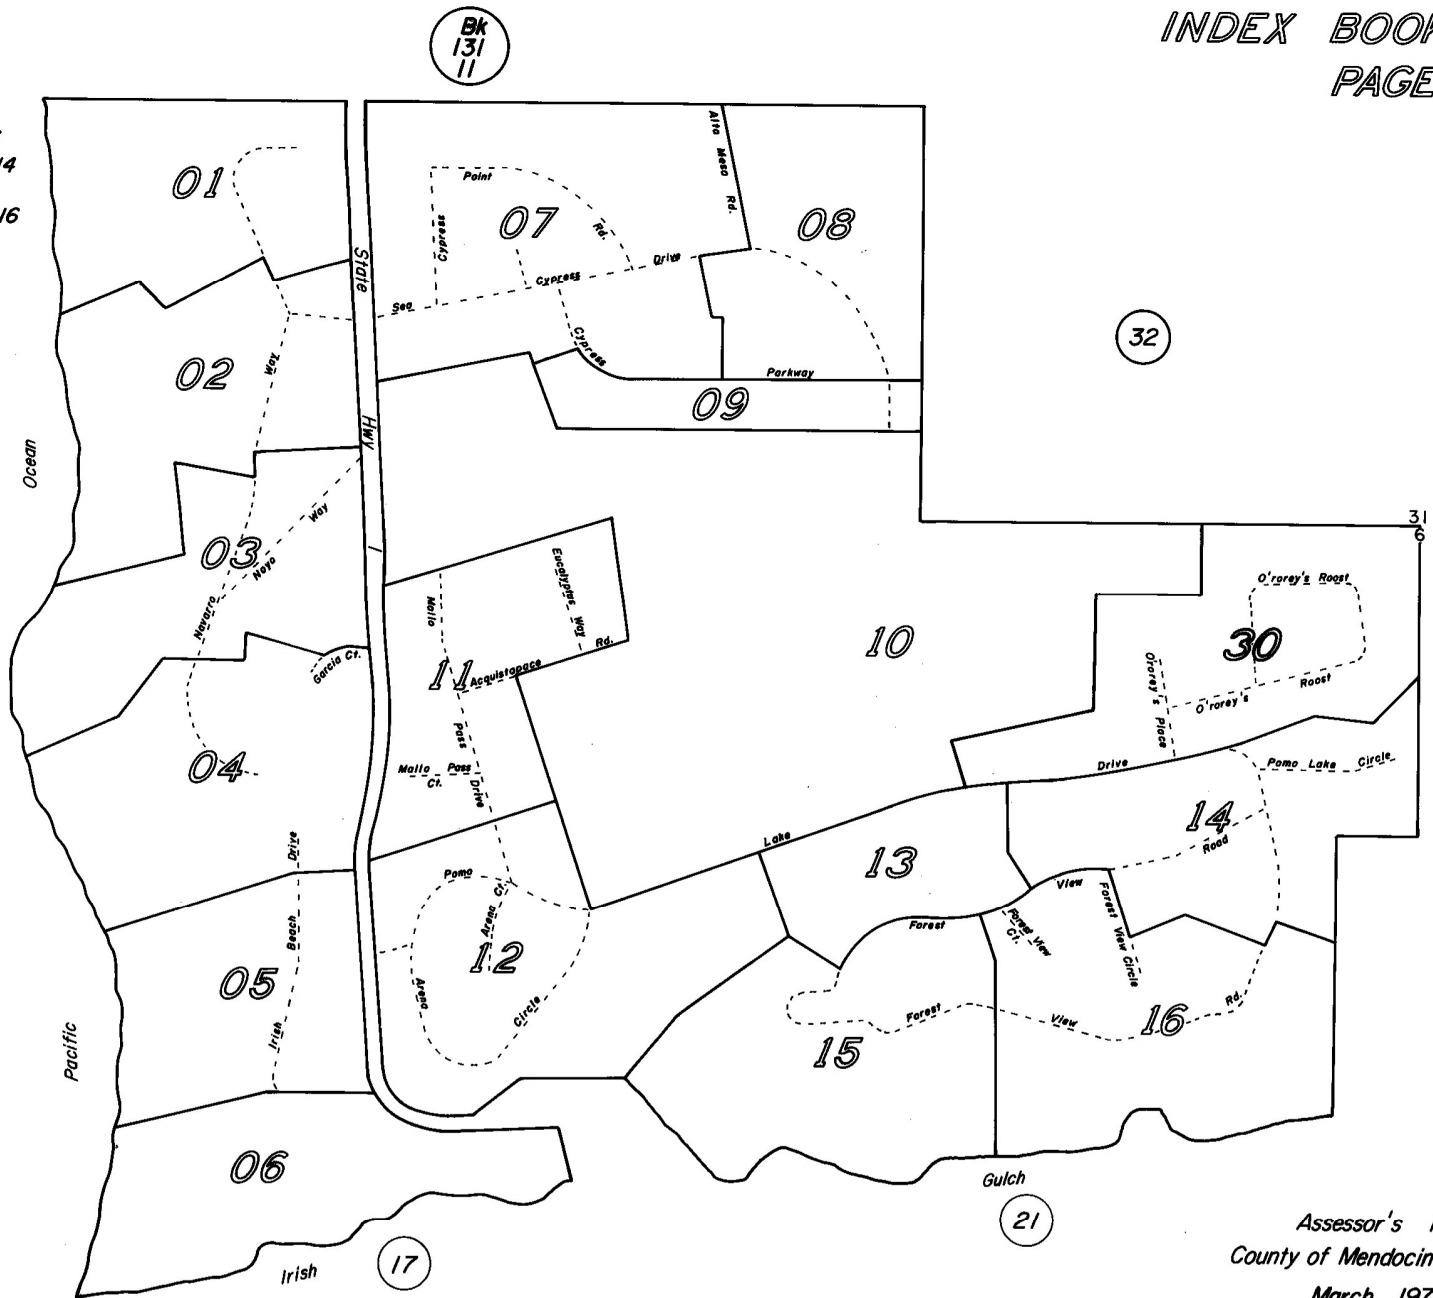 INDEX BOOK
PAGE
Bk
131
11
14
16
01
02
03
04
05
06
07
08
09
10
11
12
13
14
15
16
30
32
31
6
21
17
State
Hwy
1
Alta Mesa Rd.
Cypress
Point
Rd.
Sea
Cypress
Drive
Cypress
Parkway
Way
Noyo
Way
Navarro
Garcia Ct.
Ocean
Pacific
Mallo
Pass
Drive
Eucalyptus Way
Acquistapace
Rd.
Mallo Pass
Ct.
O'rorey's Roost
O'rorey's
Roost
O'rorey's Place
Lake
Drive
Pomo Lake Circle
Road
Forest
View
Forest View
Ct.
Forest View Circle
Forest
View
Rd.
Pomo
Arena Ct.
Arena
Circle
Irish
Beach
Drive
Irish
Gulch
Assessor's
County of Mendocin
March 197